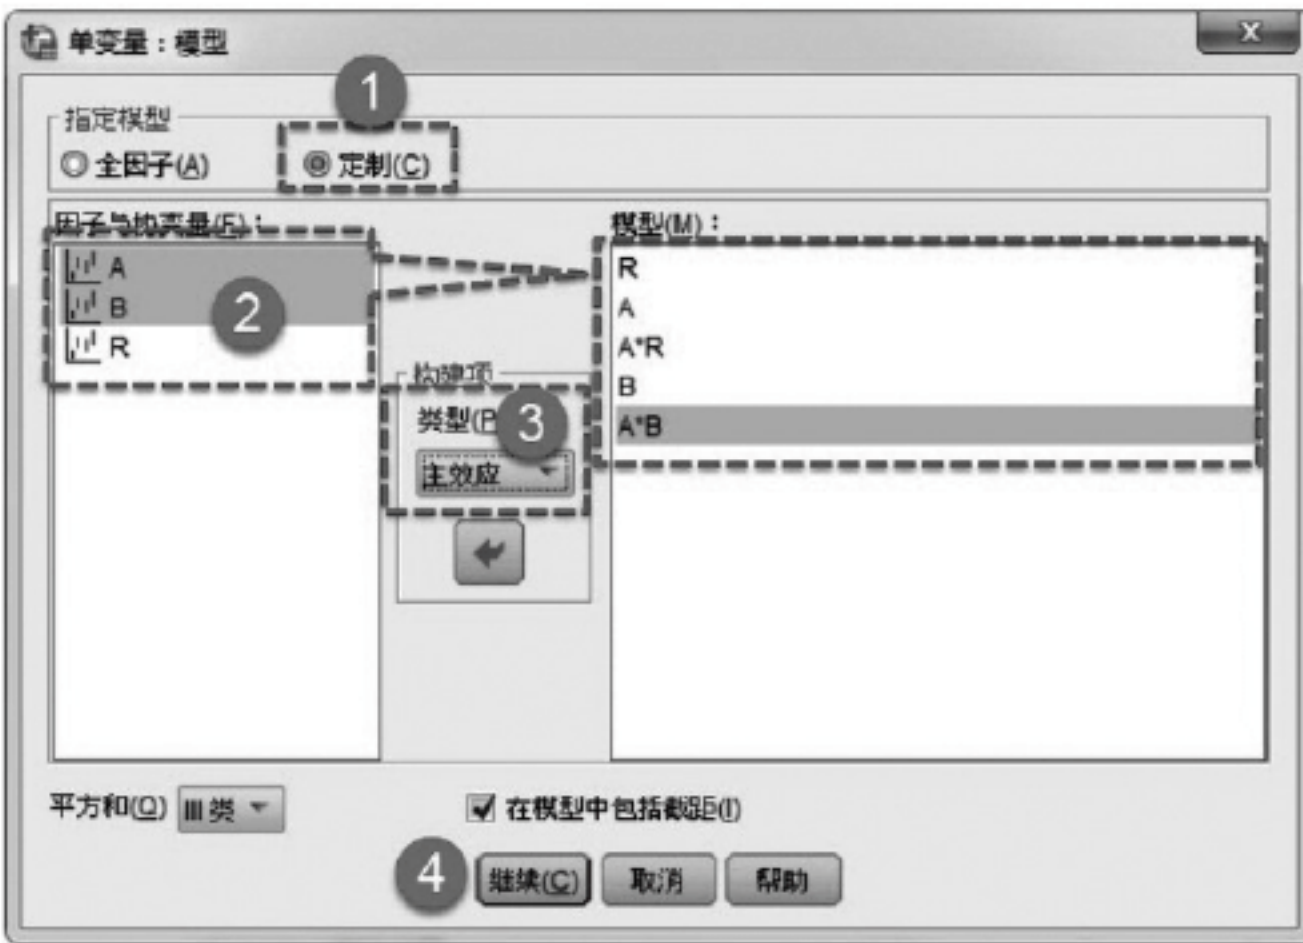 单变量：模型
1
指定模型
全因子(A)
定制(C)
因子与协变量(F)：
模型(M)：
A
B
R
2
R
A
A*R
B
A*B
构建项
类型(P
3
主效应
平方和(Q)
III类
在模型中包括截距(I)
4
继续(C)
取消
帮助